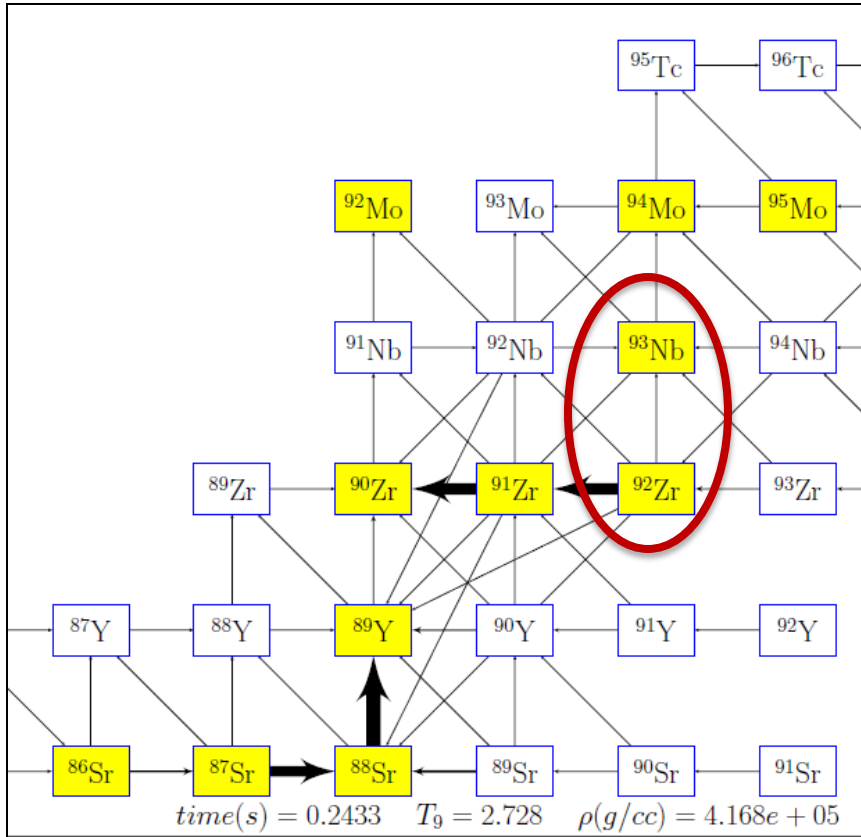 ⁹⁵Tc ⁹⁶Tc
⁹²Mo ⁹³Mo ⁹⁴Mo ⁹⁵Mo
⁹¹Nb ⁹²Nb ⁹³Nb ⁹⁴Nb
⁸⁹Zr ⁹⁰Zr ⁹¹Zr ⁹²Zr ⁹³Zr
⁸⁷Y ⁸⁸Y ⁸⁹Y ⁹⁰Y ⁹¹Y ⁹²Y
⁸⁶Sr ⁸⁷Sr ⁸⁸Sr ⁸⁹Sr ⁹⁰Sr ⁹¹Sr
time(s) = 0.2433 T₉ = 2.728 ρ(g/cc) = 4.168e + 05